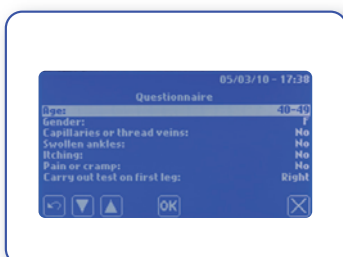 05/03/10 - 17:38
Questionnaire
Age: 40-49
Gender:
Capillaries or thread veins: No
Swollen ankles: No
Itching: No
Pain or cramp: No
Carry out test on first leg: Right
OK